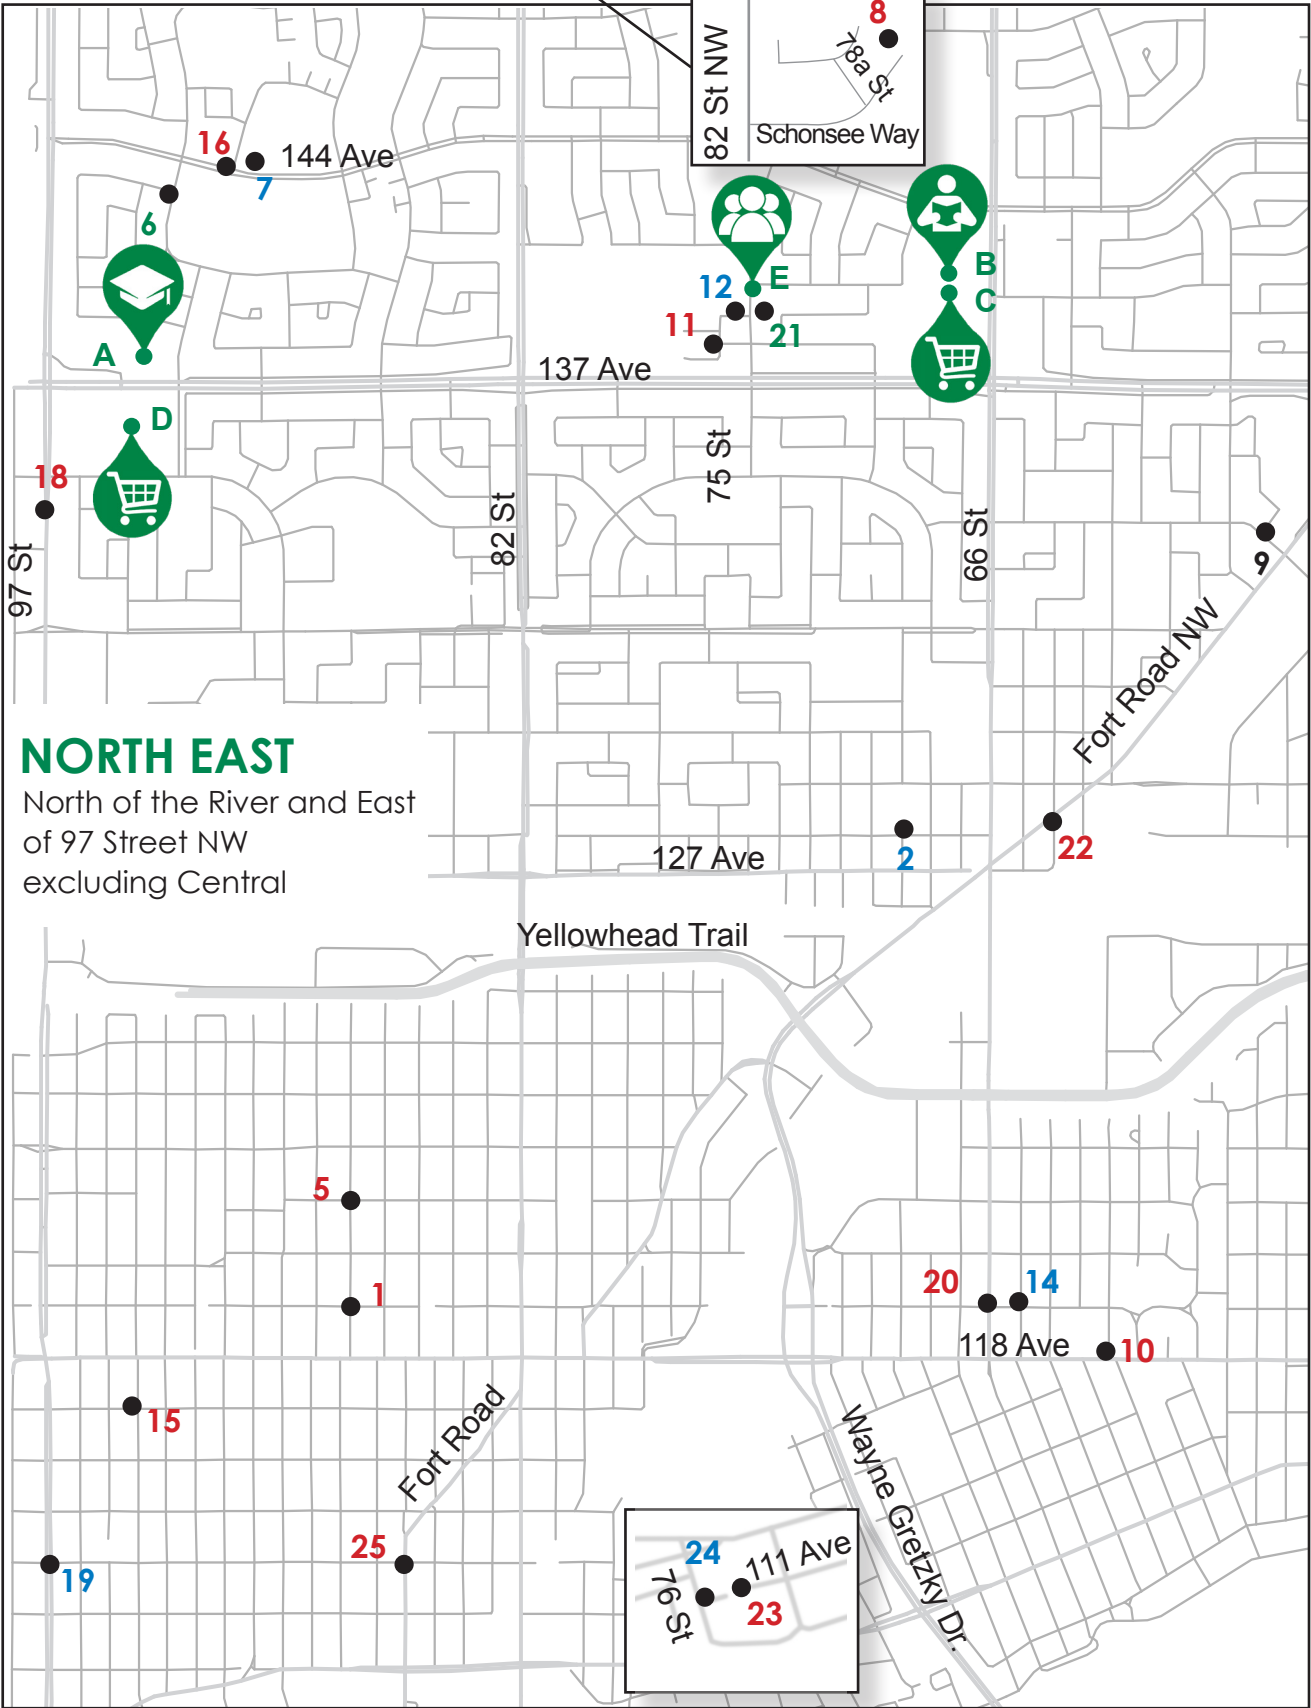 8
82 St NW
78a St
Schonsee Way
16
144 Ave
7
6
A
B
C
E
12
11
21
137 Ave
D
18
97 St
82 St
75 St
66 St
9
Fort Road NW
NORTH EAST
North of the River and East
of 97 Street NW
excluding Central
127 Ave
2
22
Yellowhead Trail
5
1
20
14
118 Ave
10
15
Fort Road
Wayne Gretzky Dr.
25
19
24
111 Ave
76 St
23